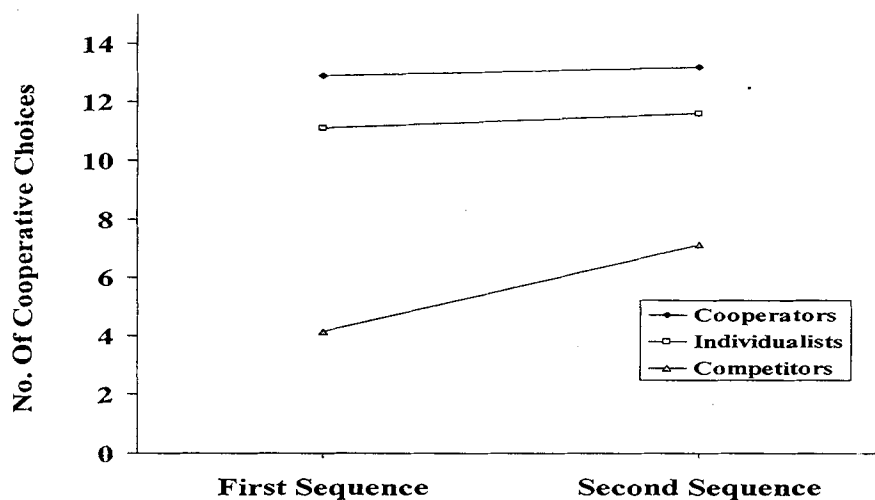 14
12
10
8
6
4
2
0
No. Of Cooperative Choices
Cooperators
Individualists
Competitors
First Sequence Second Sequence